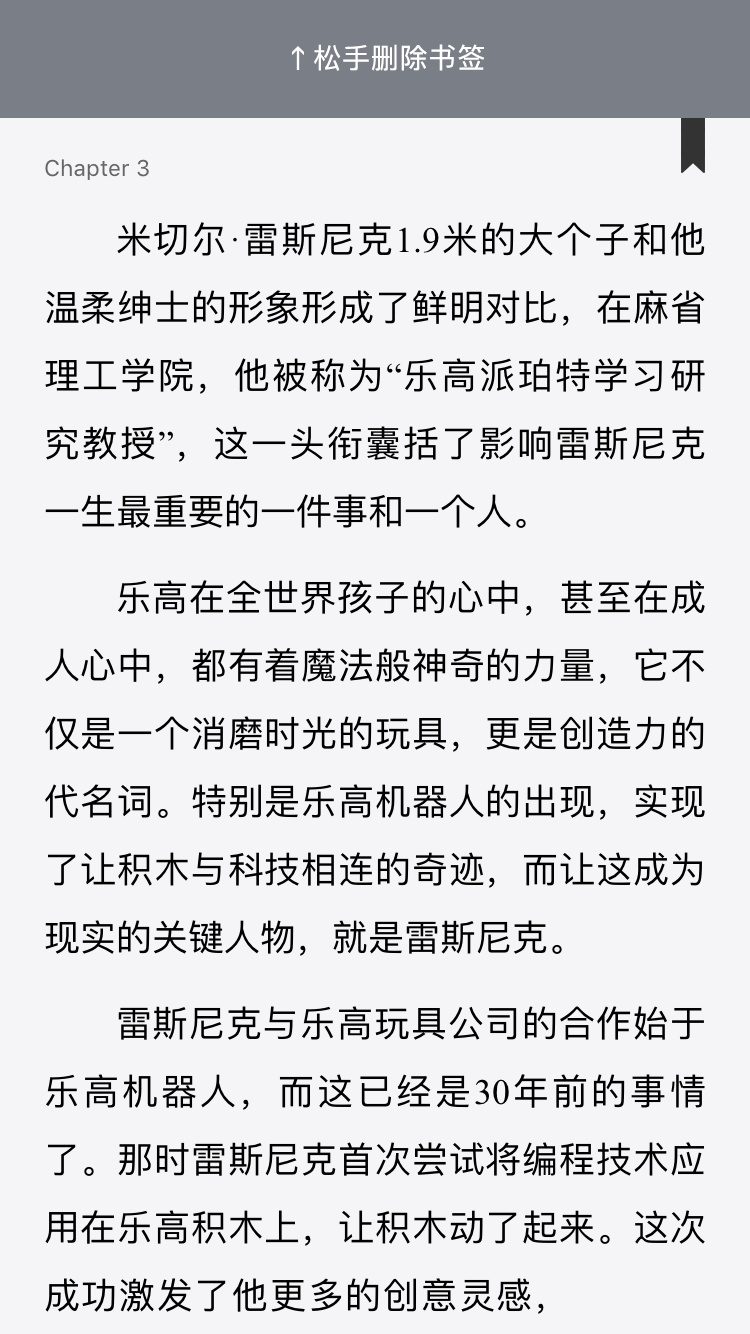 ↑松手删除书签
Chapter 3
米切尔·雷斯尼克1.9米的大个子和他
温柔绅士的形象形成了鲜明对比，在麻省
理工学院，他被称为“乐高派珀特学习研
究教授”，这一头衔囊括了影响雷斯尼克
一生最重要的一件事和一个人。
乐高在全世界孩子的心中，甚至在成
人心中，都有着魔法般神奇的力量，它不
仅是一个消磨时光的玩具，更是创造力的
代名词。特别是乐高机器人的出现，实现
了让积木与科技相连的奇迹，而让这成为
现实的关键人物，就是雷斯尼克。
雷斯尼克与乐高玩具公司的合作始于
乐高机器人，而这已经是30年前的事情
了。那时雷斯尼克首次尝试将编程技术应
用在乐高积木上，让积木动了起来。这次
成功激发了他更多的创意灵感，